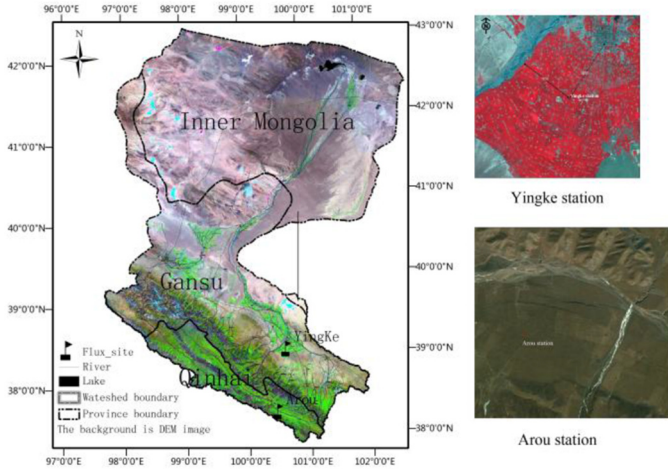 96°0'0"E 98°0'0"E 99°0'0"E 100°0'0"E 101°0'0"E
N
43°0'0"N
42°0'0"N
42°0'0"N
Inner Mongolia
41°0'0"N
41°0'0"N
40°0'0"N
40°0'0"N
Gansu
39°0'0"N
39°0'0"N
YingKe
Flux_site
River
Lake
Qinhai
38°0'0"N
Wateshed boundary
Arou
Province boundary
38°0'0"N
The background is DEM image
97°0'0"E 98°0'0"E 99°0'0"E 100°0'0"E 101°0'0"E 102°0'0"E
Yingke station
Arou station
Arou station